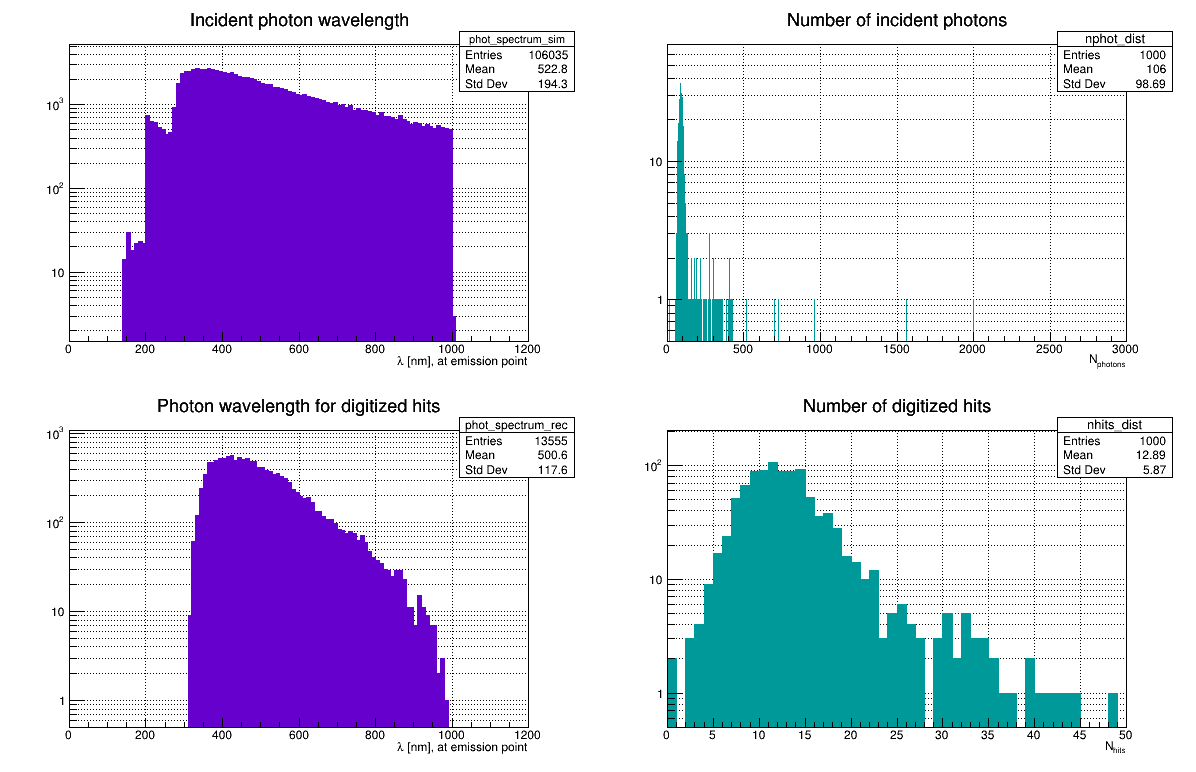 Incident photon wavelength
phot_spectrum_sim
Entries 106035
Mean 522.8
Std Dev 194.3
10³
10²
10
0 200 400 600 800 1000 1200
λ [nm], at emission point
Number of incident photons
nphot_dist
Entries 1000
Mean 106
Std Dev 98.69
10
1
0 500 1000 1500 2000 2500 3000
Nphotons
Photon wavelength for digitized hits
phot_spectrum_rec
Entries 13555
Mean 500.6
Std Dev 117.6
10³
10²
10
1
0 200 400 600 800 1000 1200
λ [nm], at emission point
Number of digitized hits
nhits_dist
Entries 1000
Mean 12.89
Std Dev 5.87
10²
10
1
0 5 10 15 20 25 30 35 40 45 50
Nhits